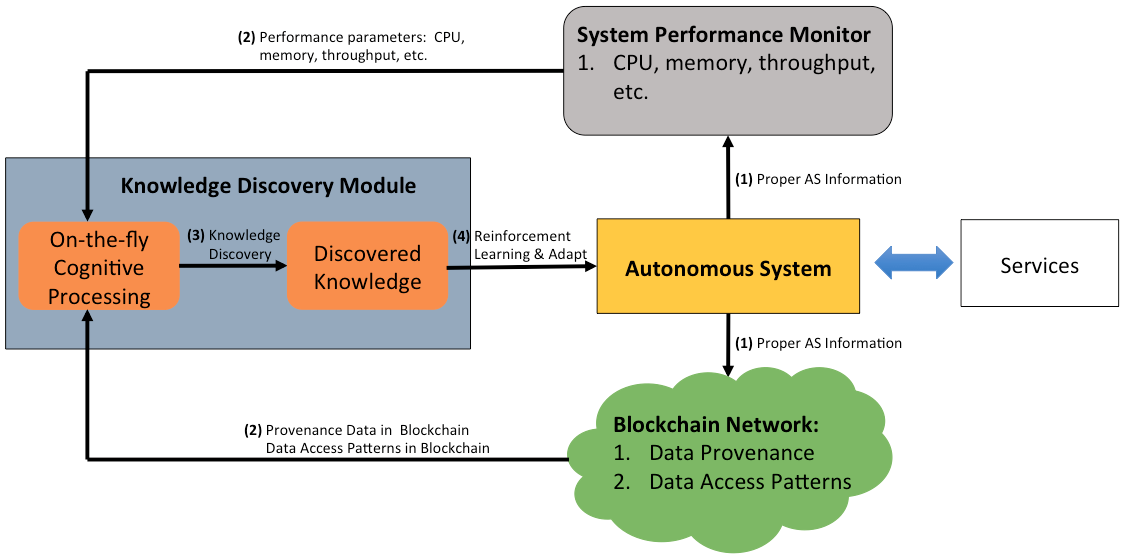 (2) Performance parameters: CPU,
memory, throughput, etc.
System Performance Monitor
1. CPU, memory, throughput,
etc.
(1) Proper AS Information
Knowledge Discovery Module
On-the-fly
Cognitive
Processing
(3) Knowledge
Discovery
Discovered
Knowledge
(4) Reinforcement
Learning & Adapt
Autonomous System
Services
(1) Proper AS Information
(2) Provenance Data in Blockchain
Data Access Patterns in Blockchain
Blockchain Network:
1. Data Provenance
2. Data Access Patterns